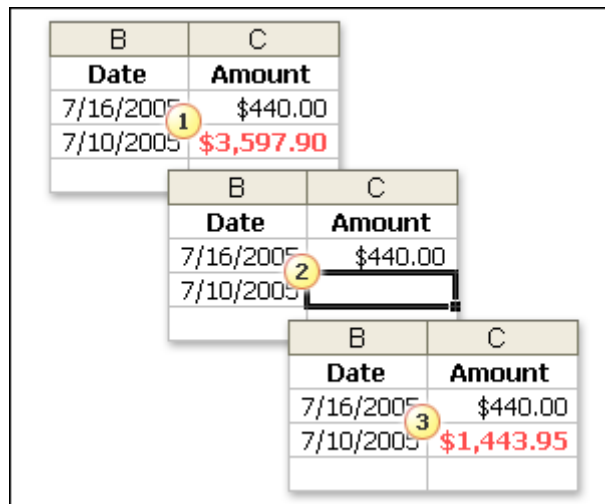 B C
Date Amount
7/16/2005 $440.00
1
7/10/2005 $3,597.90
B C
Date Amount
7/16/2005 $440.00
2
7/10/2005
B C
Date Amount
7/16/2005 $440.00
3
7/10/2005 $1,443.95